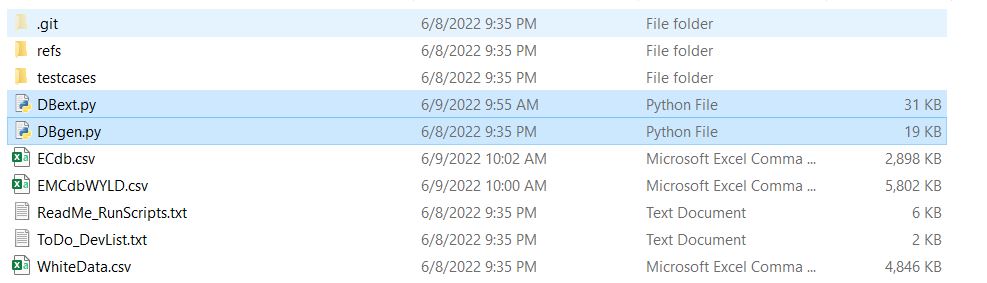 .git 6/8/2022 9:35 PM File folder
refs 6/8/2022 9:35 PM File folder
testcases 6/8/2022 9:35 PM File folder
DBext.py 6/9/2022 9:55 AM Python File 31 KB
DBgen.py 6/8/2022 9:35 PM Python File 19 KB
ECdb.csv 6/9/2022 10:02 AM Microsoft Excel Comma ... 2,898 KB
EMCdbWYLD.csv 6/9/2022 10:00 AM Microsoft Excel Comma ... 5,802 KB
ReadMe_RunScripts.txt 6/8/2022 9:35 PM Text Document 6 KB
ToDo_DevList.txt 6/8/2022 9:35 PM Text Document 2 KB
WhiteData.csv 6/8/2022 9:35 PM Microsoft Excel Comma ... 4,846 KB